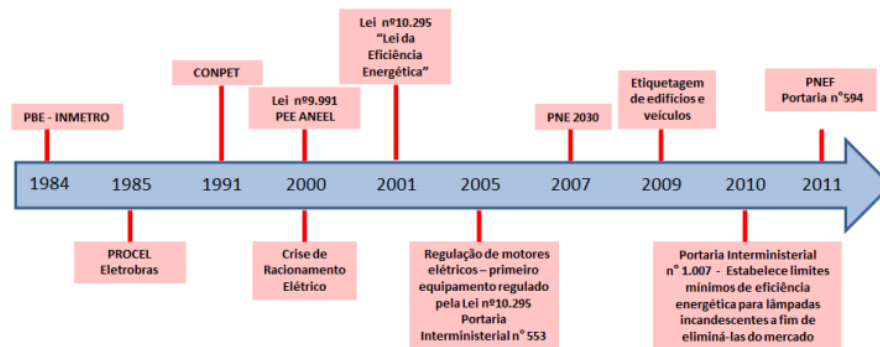 Lei nº10.295
“Lei da
Eficiência
Energética”
CONPET
Lei nº9.991
PEE ANEEL
Etiquetagem
de edifícios e
veículos
PNEF
Portaria n°594
PBE - INMETRO
PNE 2030
1984
1985
1991
2000
2001
2005
2007
2009
2010
2011
PROCEL
Eletrobras
Crise de
Racionamento
Elétrico
Regulação de motores
elétricos – primeiro
equipamento regulado
pela Lei nº10.295
Portaria
Interministerial n° 553
Portaria Interministerial
n° 1.007 - Estabelece limites
mínimos de eficiência
energética para lâmpadas
incandescentes a fim de
eliminá-las do mercado